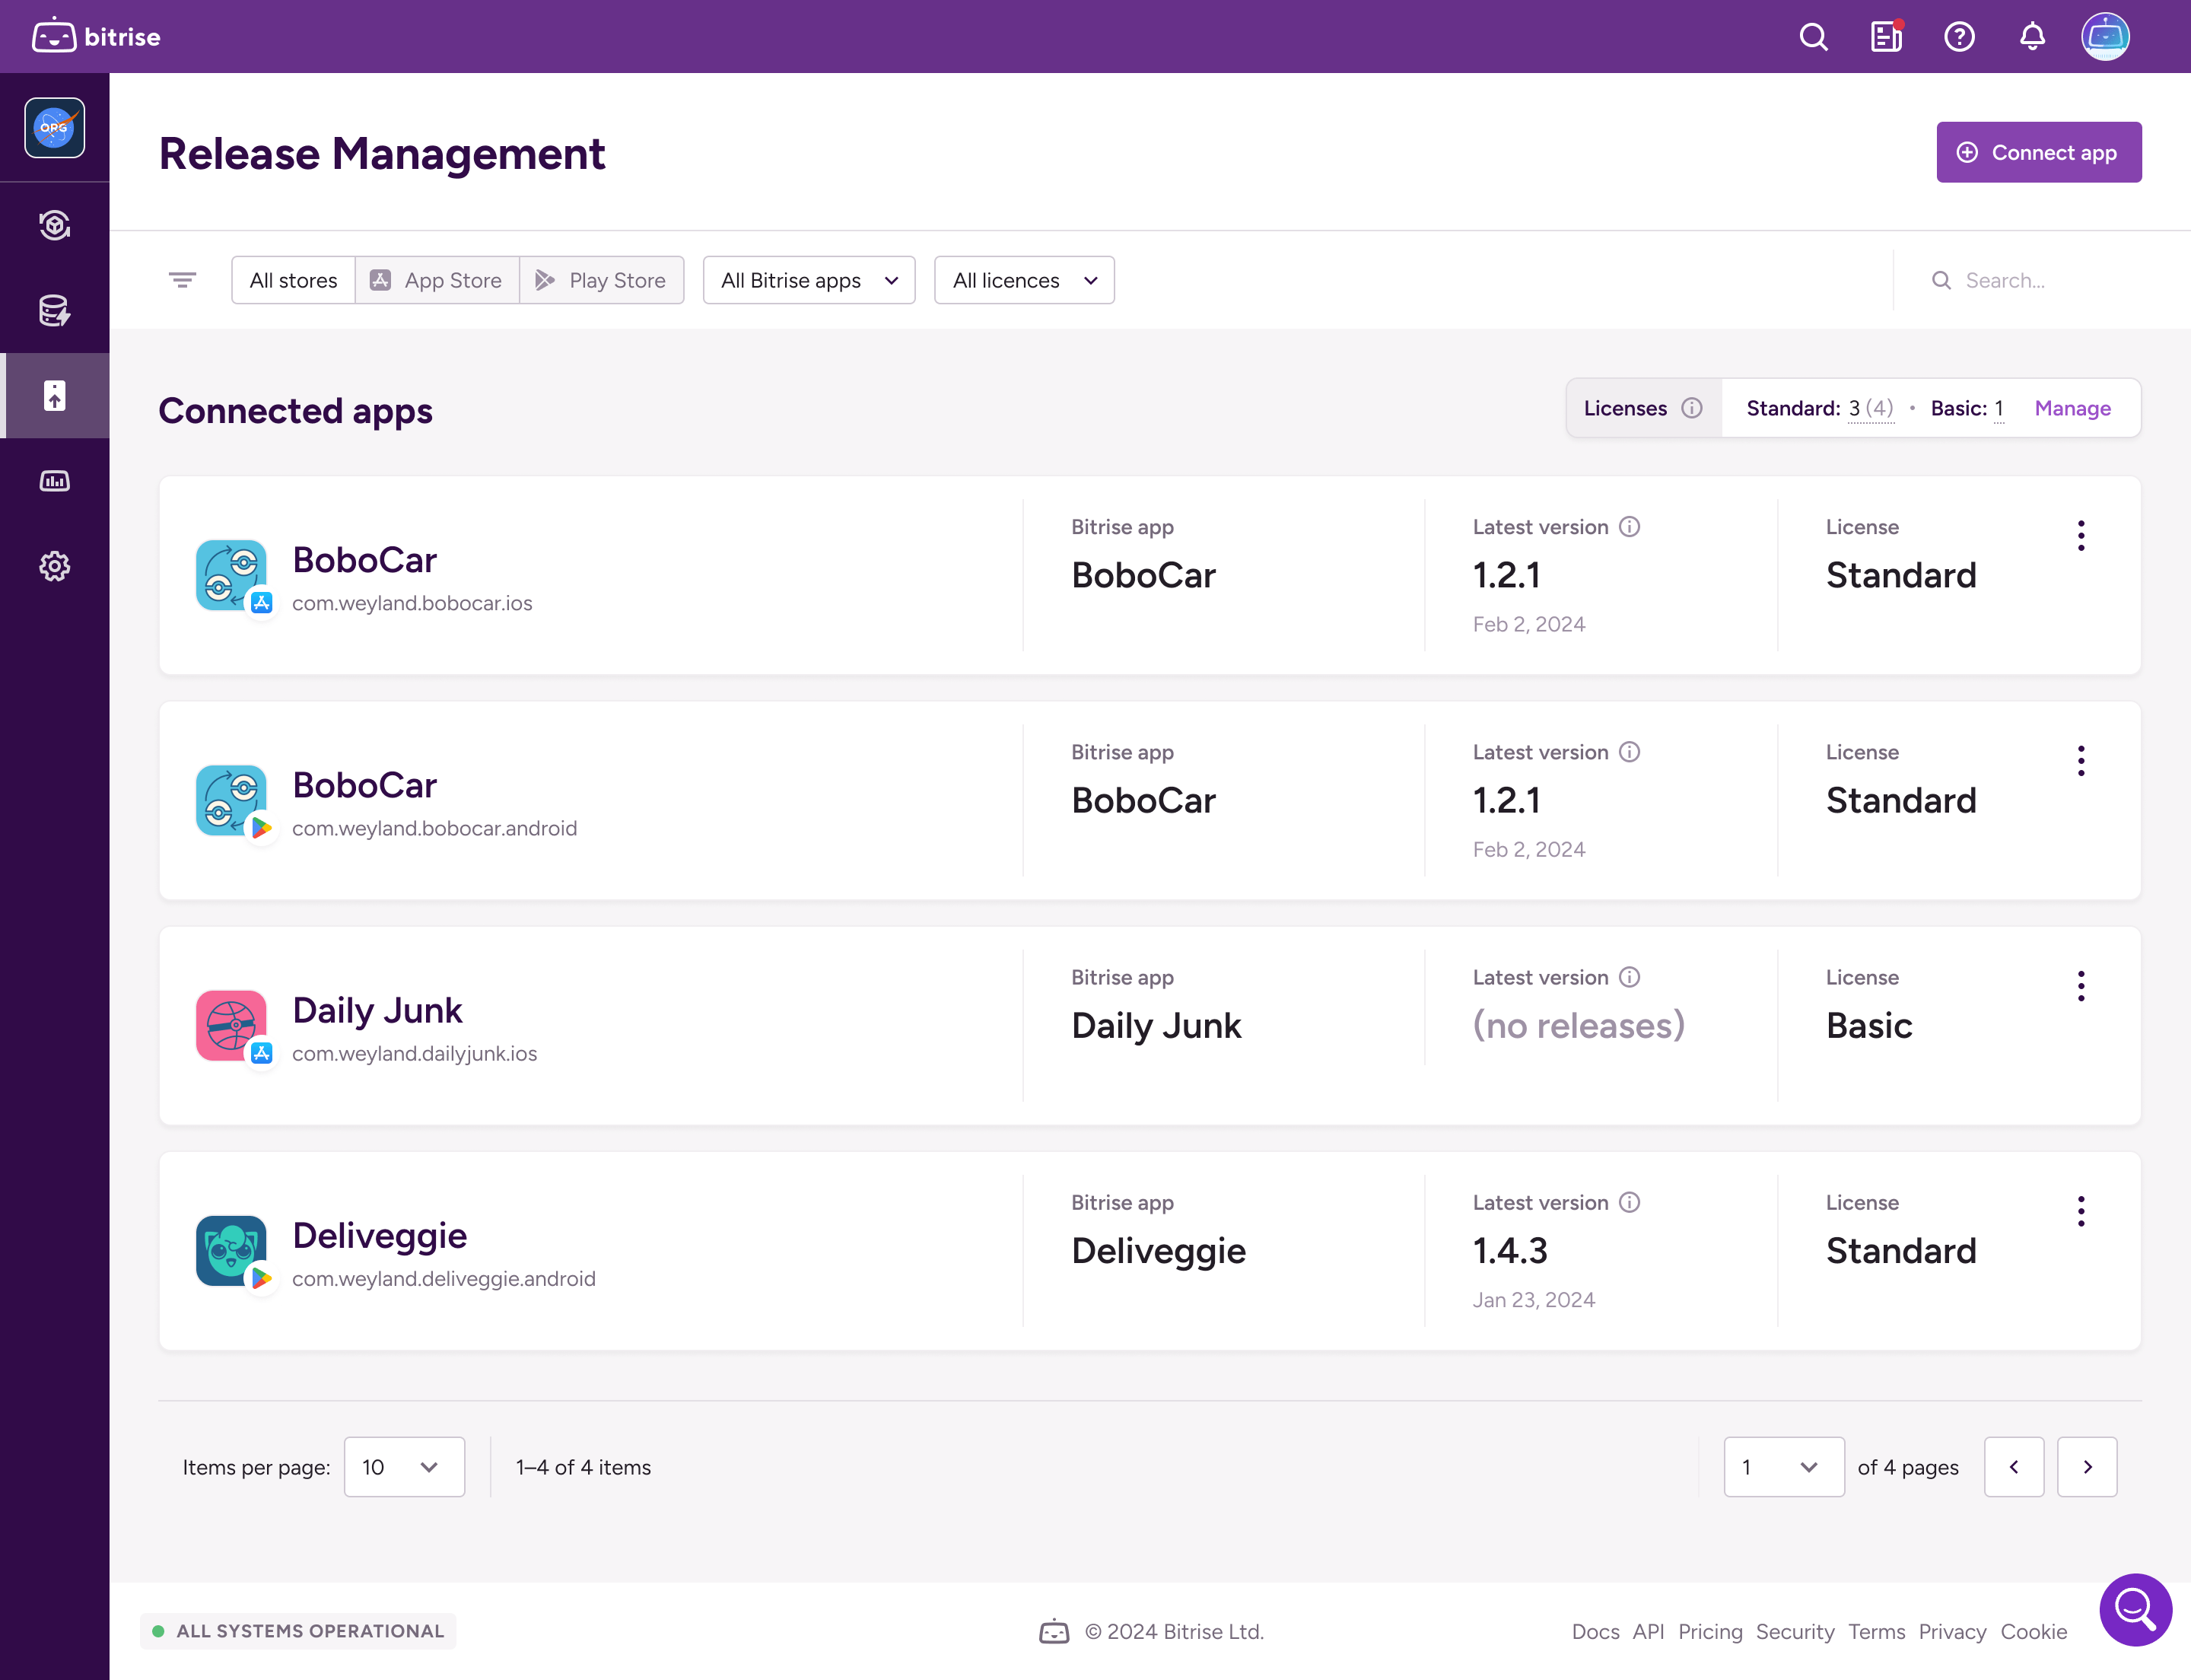 bitrise
ORG
Release Management
Connect app
All stores App Store Play Store All Bitrise apps All licences Search...
Connected apps
Licenses Standard: 3 (4) • Basic: 1 Manage
BoboCar
com.weyland.bobocar.ios
Bitrise app
BoboCar
Latest version
1.2.1
Feb 2, 2024
License
Standard
BoboCar
com.weyland.bobocar.android
Bitrise app
BoboCar
Latest version
1.2.1
Feb 2, 2024
License
Standard
Daily Junk
com.weyland.dailyjunk.ios
Bitrise app
Daily Junk
Latest version
(no releases)
License
Basic
Deliveggie
com.weyland.deliveggie.android
Bitrise app
Deliveggie
Latest version
1.4.3
Jan 23, 2024
License
Standard
Items per page: 10 1–4 of 4 items 1 of 4 pages
ALL SYSTEMS OPERATIONAL © 2024 Bitrise Ltd. Docs API Pricing Security Terms Privacy Cookie